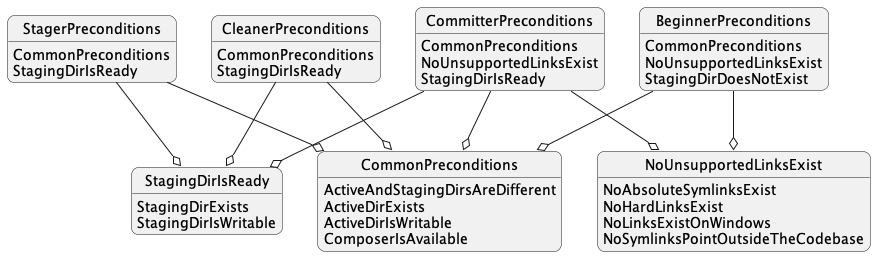 StagerPreconditions
CommonPreconditions
StagingDirIsReady
CleanerPreconditions
CommonPreconditions
StagingDirIsReady
CommitterPreconditions
CommonPreconditions
NoUnsupportedLinksExist
StagingDirIsReady
BeginnerPreconditions
CommonPreconditions
NoUnsupportedLinksExist
StagingDirDoesNotExist
StagingDirIsReady
StagingDirExists
StagingDirIsWritable
CommonPreconditions
ActiveAndStagingDirsAreDifferent
ActiveDirExists
ActiveDirIsWritable
ComposerIsAvailable
NoUnsupportedLinksExist
NoAbsoluteSymlinksExist
NoHardLinksExist
NoLinksExistOnWindows
NoSymlinksPointOutsideTheCodebase